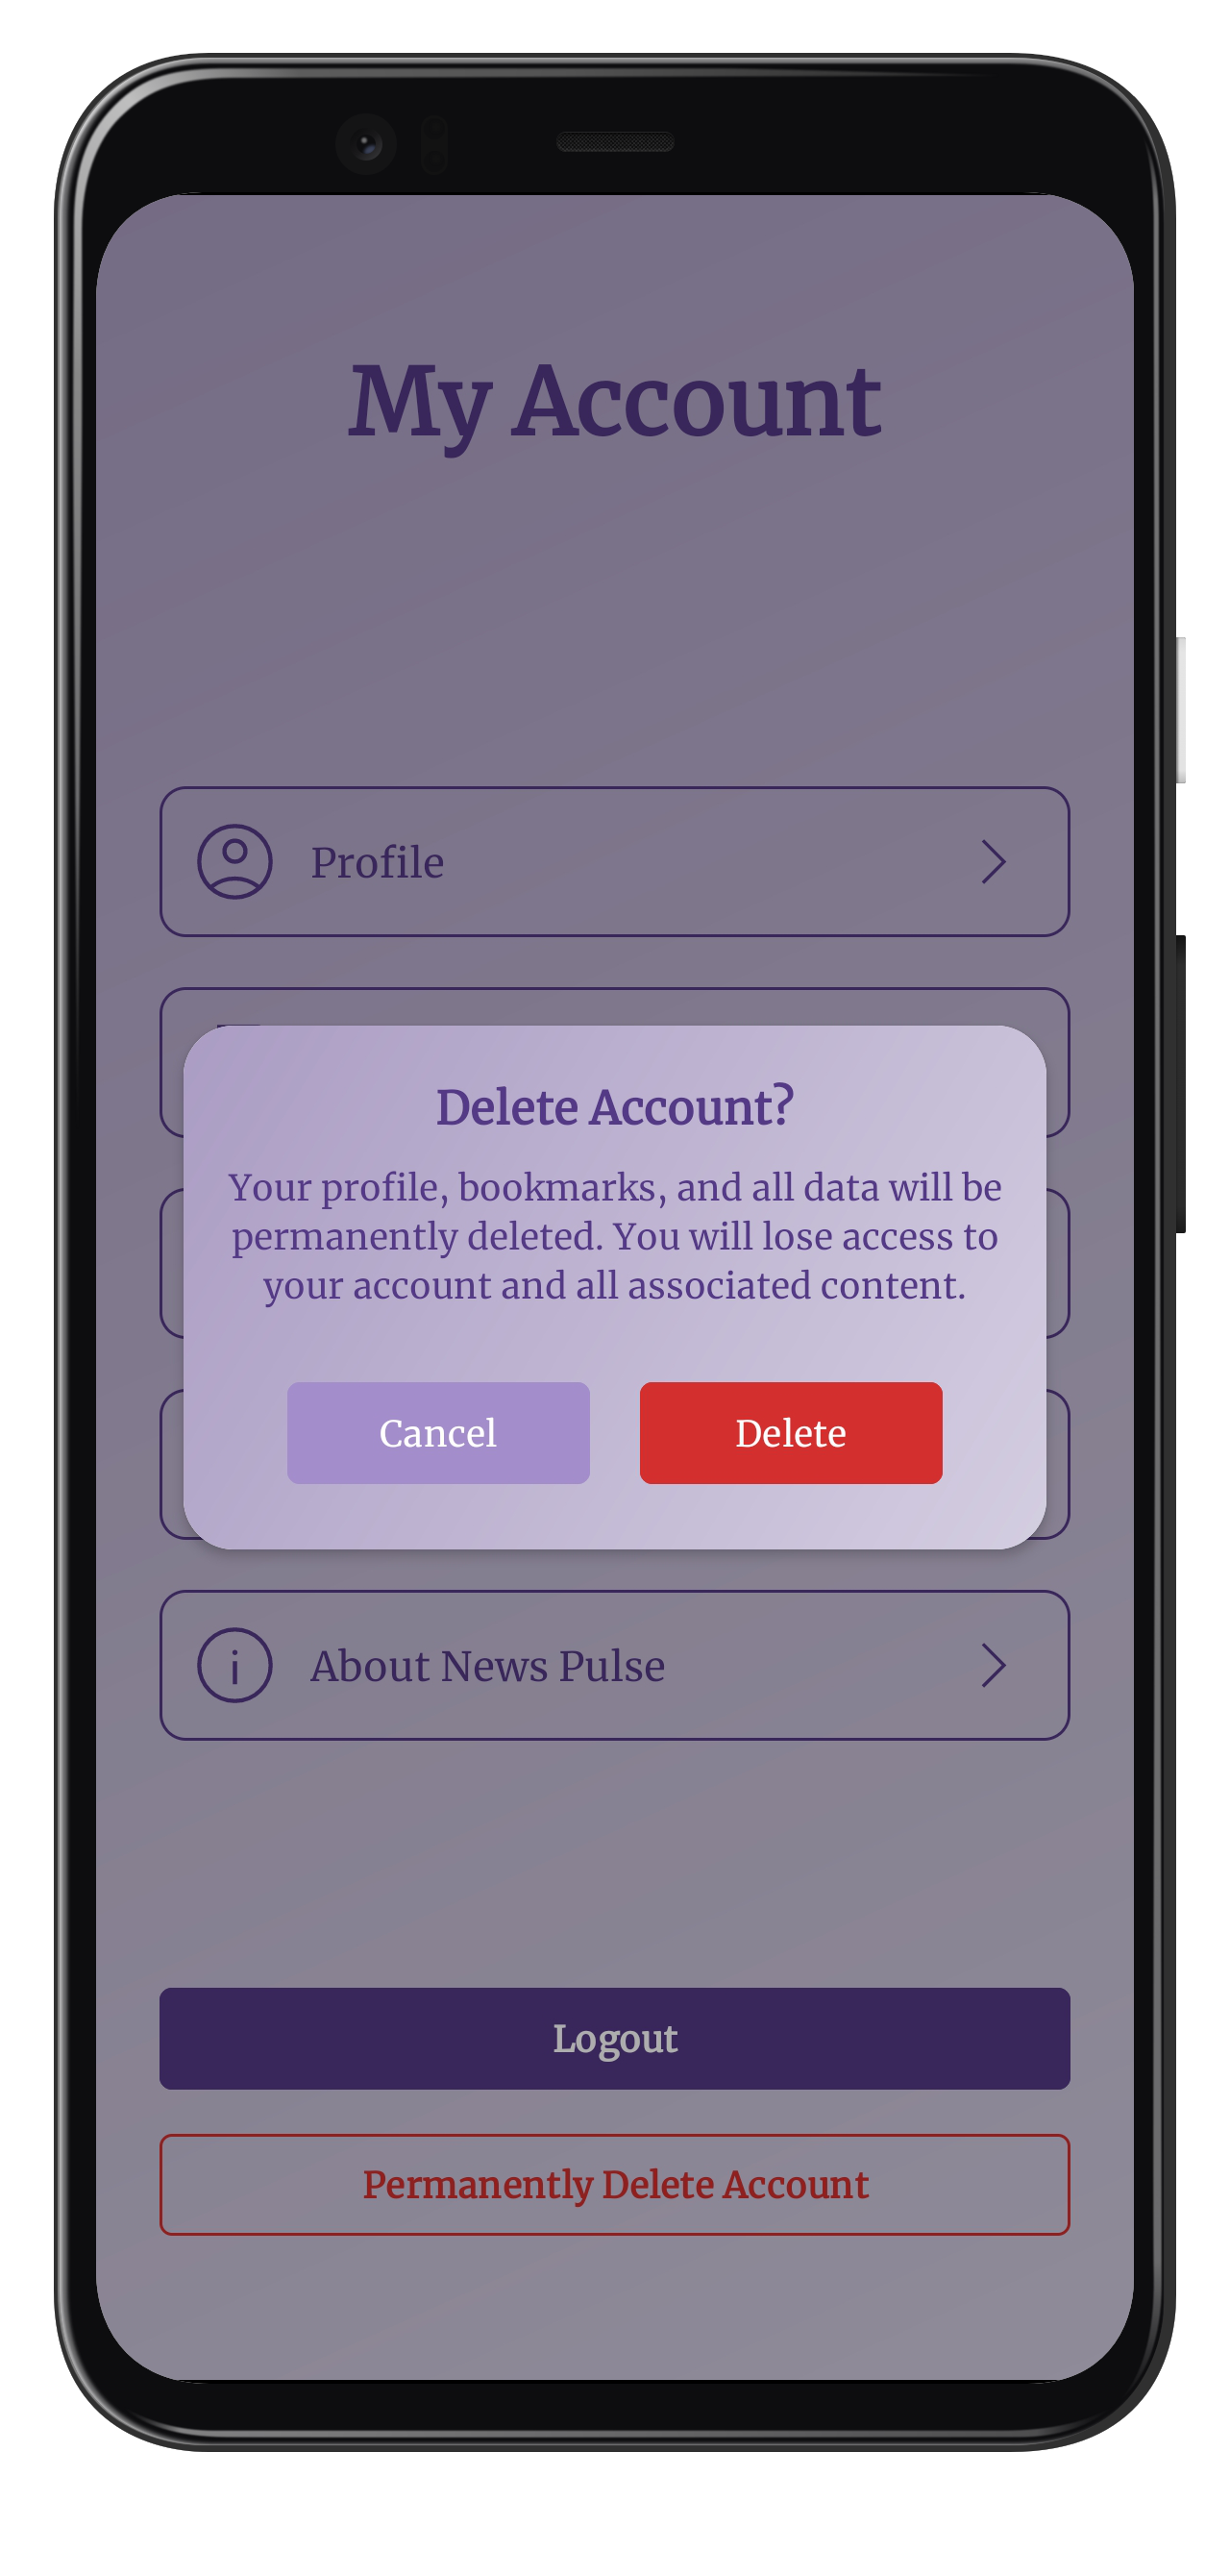 My Account
Profile
Delete Account?
Your profile, bookmarks, and all data will be
permanently deleted. You will lose access to
your account and all associated content.
Cancel
Delete
About News Pulse
Logout
Permanently Delete Account